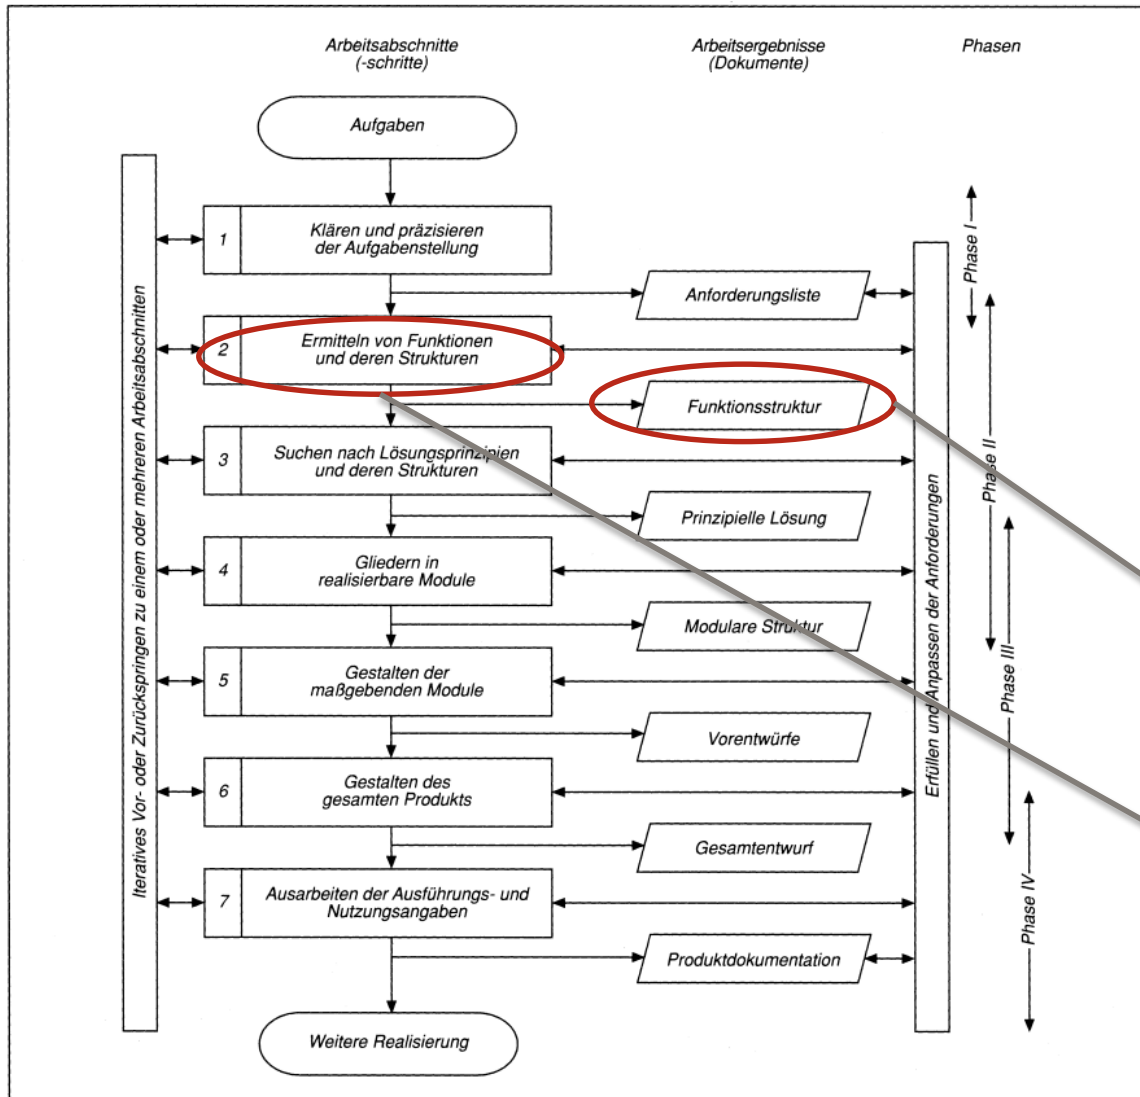 Arbeitsabschnitte
(-schritte)
Arbeitsergebnisse
(Dokumente)
Phasen
Aufgaben
1
Klären und präzisieren
der Aufgabenstellung
Anforderungsliste
2
Ermitteln von Funktionen
und deren Strukturen
Funktionsstruktur
3
Suchen nach Lösungsprinzipien
und deren Strukturen
Prinzipielle Lösung
4
Gliedern in
realisierbare Module
Modulare Struktur
5
Gestalten der
maßgebenden Module
Vorentwürfe
6
Gestalten des
gesamten Produkts
Gesamtentwurf
7
Ausarbeiten der Ausführungs- und
Nutzungsangaben
Produktdokumentation
Weitere Realisierung
Iteratives Vor- oder Zurückspringen zu einem oder mehreren Arbeitsabschnitten
Erfüllen und Anpassen der Anforderungen
Phase I
Phase II
Phase III
Phase IV